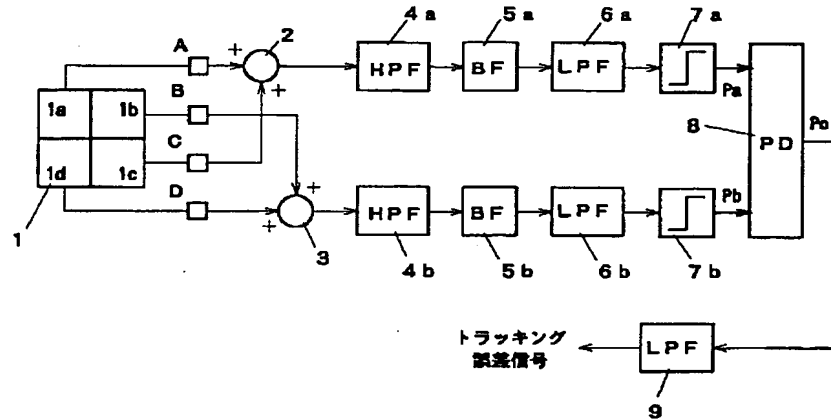 4a 5a 6a 7a
A + 2
HPF BF LPF
B + Pa
1a 1b 8 PD Pc
C
1d 1c
D + Pb
+ HPF BF LPF
1 3
4b 5b 6b 7b
トラッキング
誤差信号
LPF
9